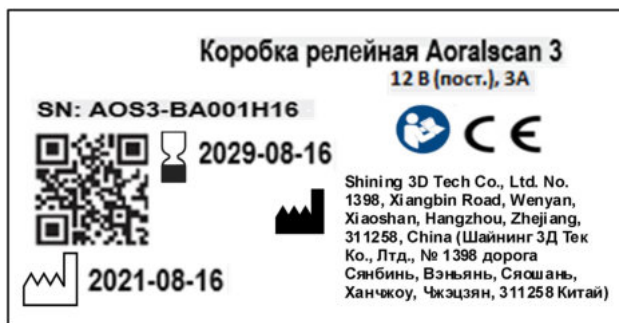 Коробка релейная Aoralscan 3
12 В (пост.), 3А
SN: AOS3-BA001H16
2029-08-16
CE
Shining 3D Tech Co., Ltd. No.
1398, Xiangbin Road, Wenyan,
Xiaoshan, Hangzhou, Zhejiang,
311258, China (Шайнинг 3Д Тек
Ко., Лтд., № 1398 дорога
Сянбинь, Вэньянь, Сяошань,
Ханчжоу, Чжэцзян, 311258 Китай)
2021-08-16